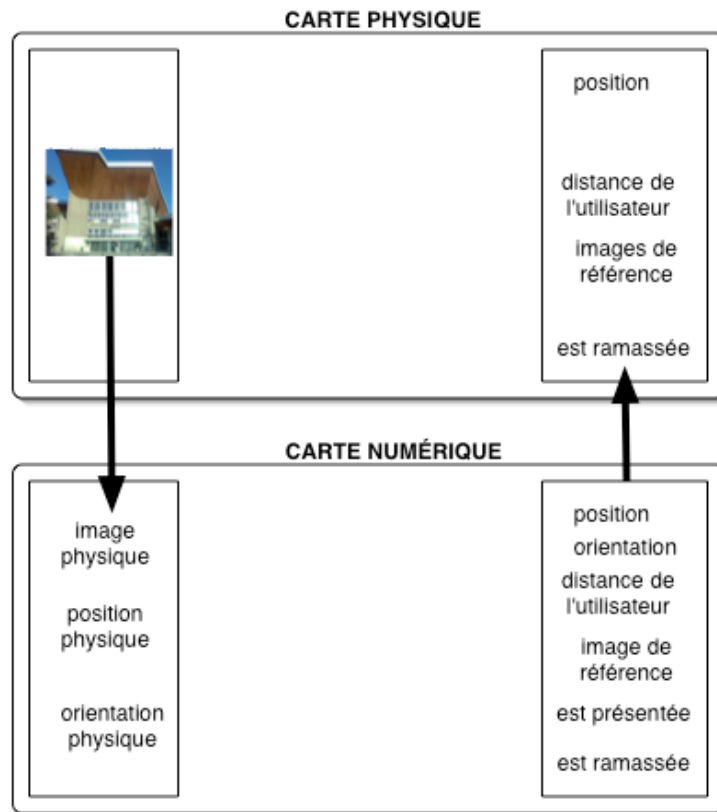 CARTE PHYSIQUE
position
distance de
l'utilisateur
images de
référence
est ramassée
CARTE NUMÉRIQUE
image
physique
position
physique
orientation
physique
position
orientation
distance de
l'utilisateur
image de
référence
est présentée
est ramassée